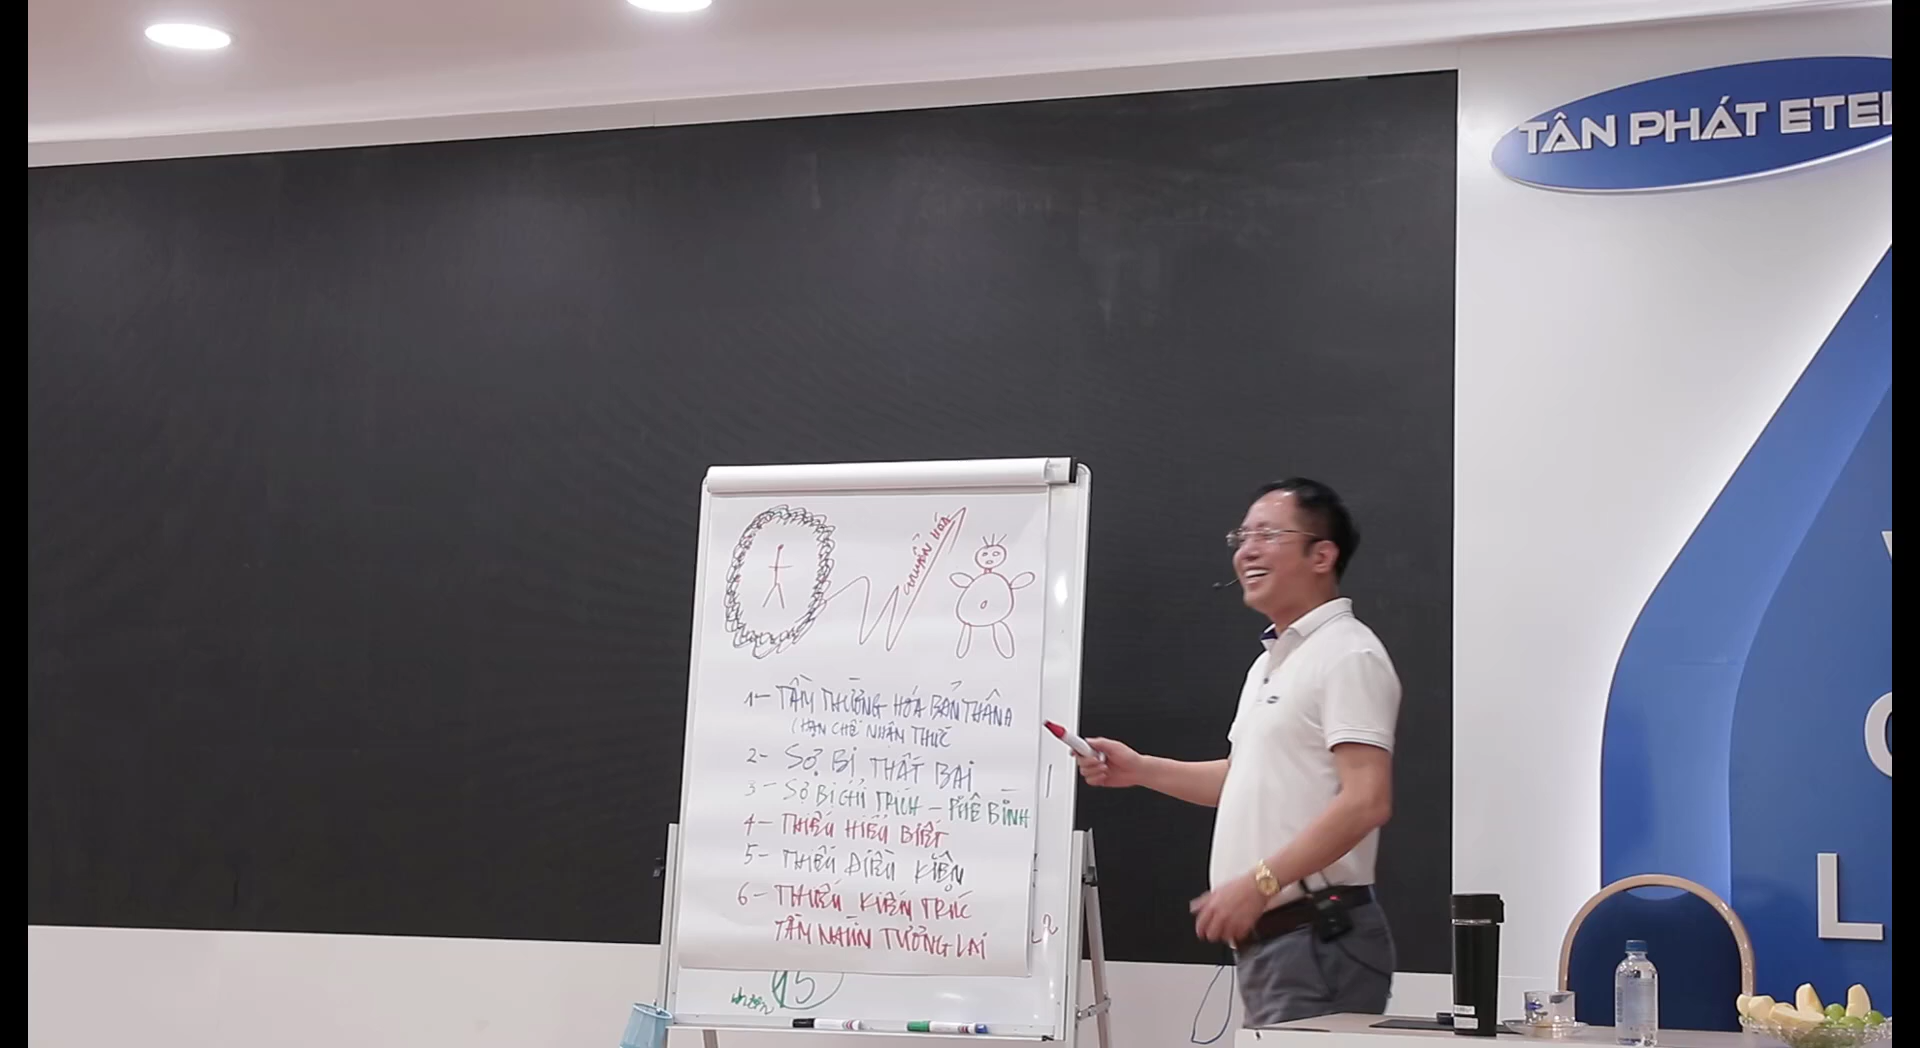 TÂN PHÁT ETE
CHUYỂN HÓA
1- TẦM THƯỜNG HÓA BẢN THÂN
(HẠN CHẾ NHẬN THỨC
2- SỢ BỊ THẤT BẠI
3- SỢ BỊ CHỈ TRÍCH - PHÊ BÌNH
4- THIẾU HIỂU BIẾT
5- THIẾU ĐIỀU KIỆN
6- THIẾU KIẾN TRÚC
TẦM NHÌN TƯƠNG LAI
15
1
2
L